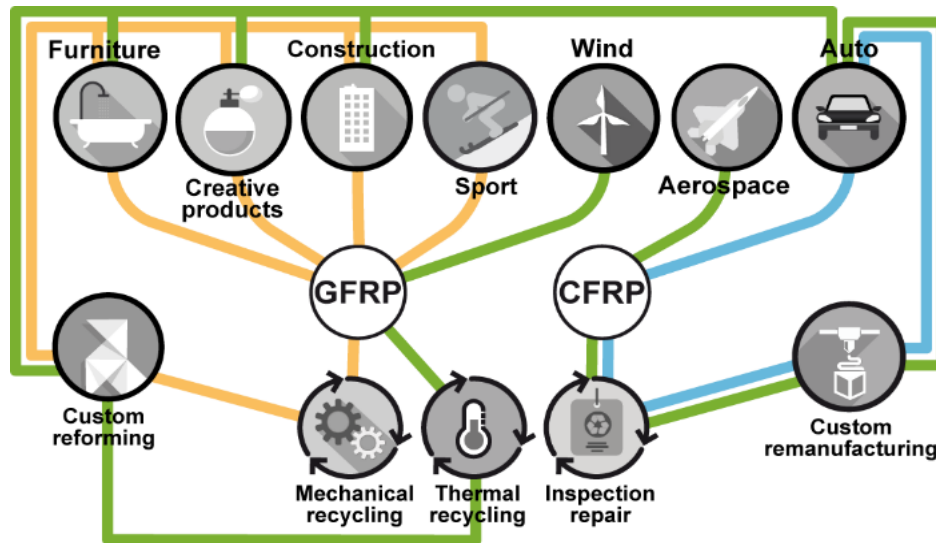 Furniture
Construction
Wind
Auto
Creative
products
Sport
Aerospace
GFRP
CFRP
Custom
reforming
Custom
remanufacturing
Mechanical
recycling
Thermal
recycling
Inspection
repair